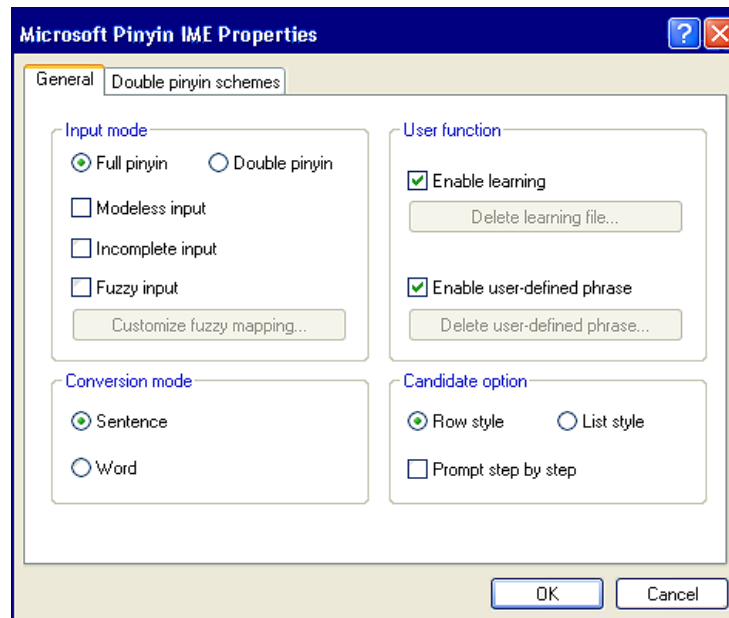 Microsoft Pinyin IME Properties
General
Double pinyin schemes
Input mode
Full pinyin
Double pinyin
Modeless input
Incomplete input
Fuzzy input
Customize fuzzy mapping...
User function
Enable learning
Delete learning file...
Enable user-defined phrase
Delete user-defined phrase...
Conversion mode
Sentence
Word
Candidate option
Row style
List style
Prompt step by step
OK
Cancel